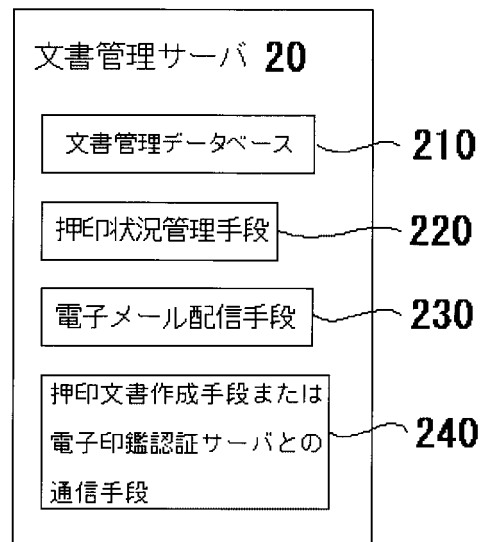 文書管理サーバ 20
文書管理データベース 210
押印状況管理手段 220
電子メール配信手段 230
押印文書作成手段または
電子印鑑認証サーバとの 240
通信手段